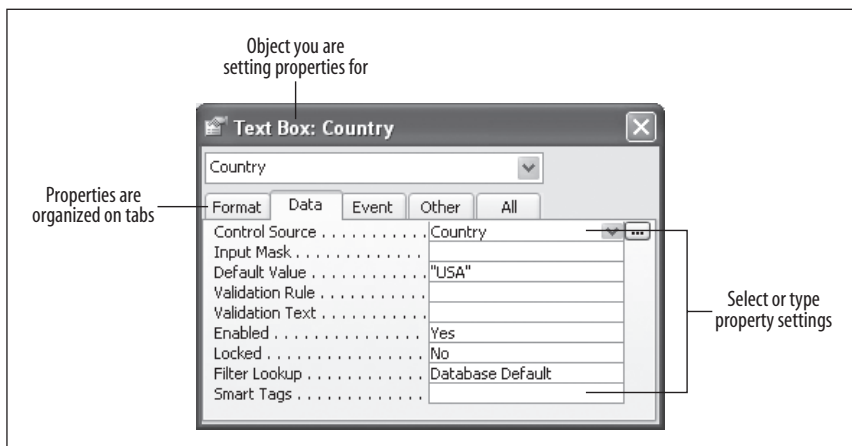 Object you are
setting properties for
Text Box: Country
Country
Properties are
organized on tabs
Format Data Event Other All
Control Source . . . . . . . . . . . Country ...
Input Mask . . . . . . . . . . . . .
Default Value . . . . . . . . . . . . "USA"
Validation Rule . . . . . . . . . . .
Validation Text . . . . . . . . . . .
Enabled . . . . . . . . . . . . . . . Yes
Locked . . . . . . . . . . . . . . . . No
Filter Lookup . . . . . . . . . . . . Database Default
Smart Tags . . . . . . . . . . . . .
Select or type
property settings